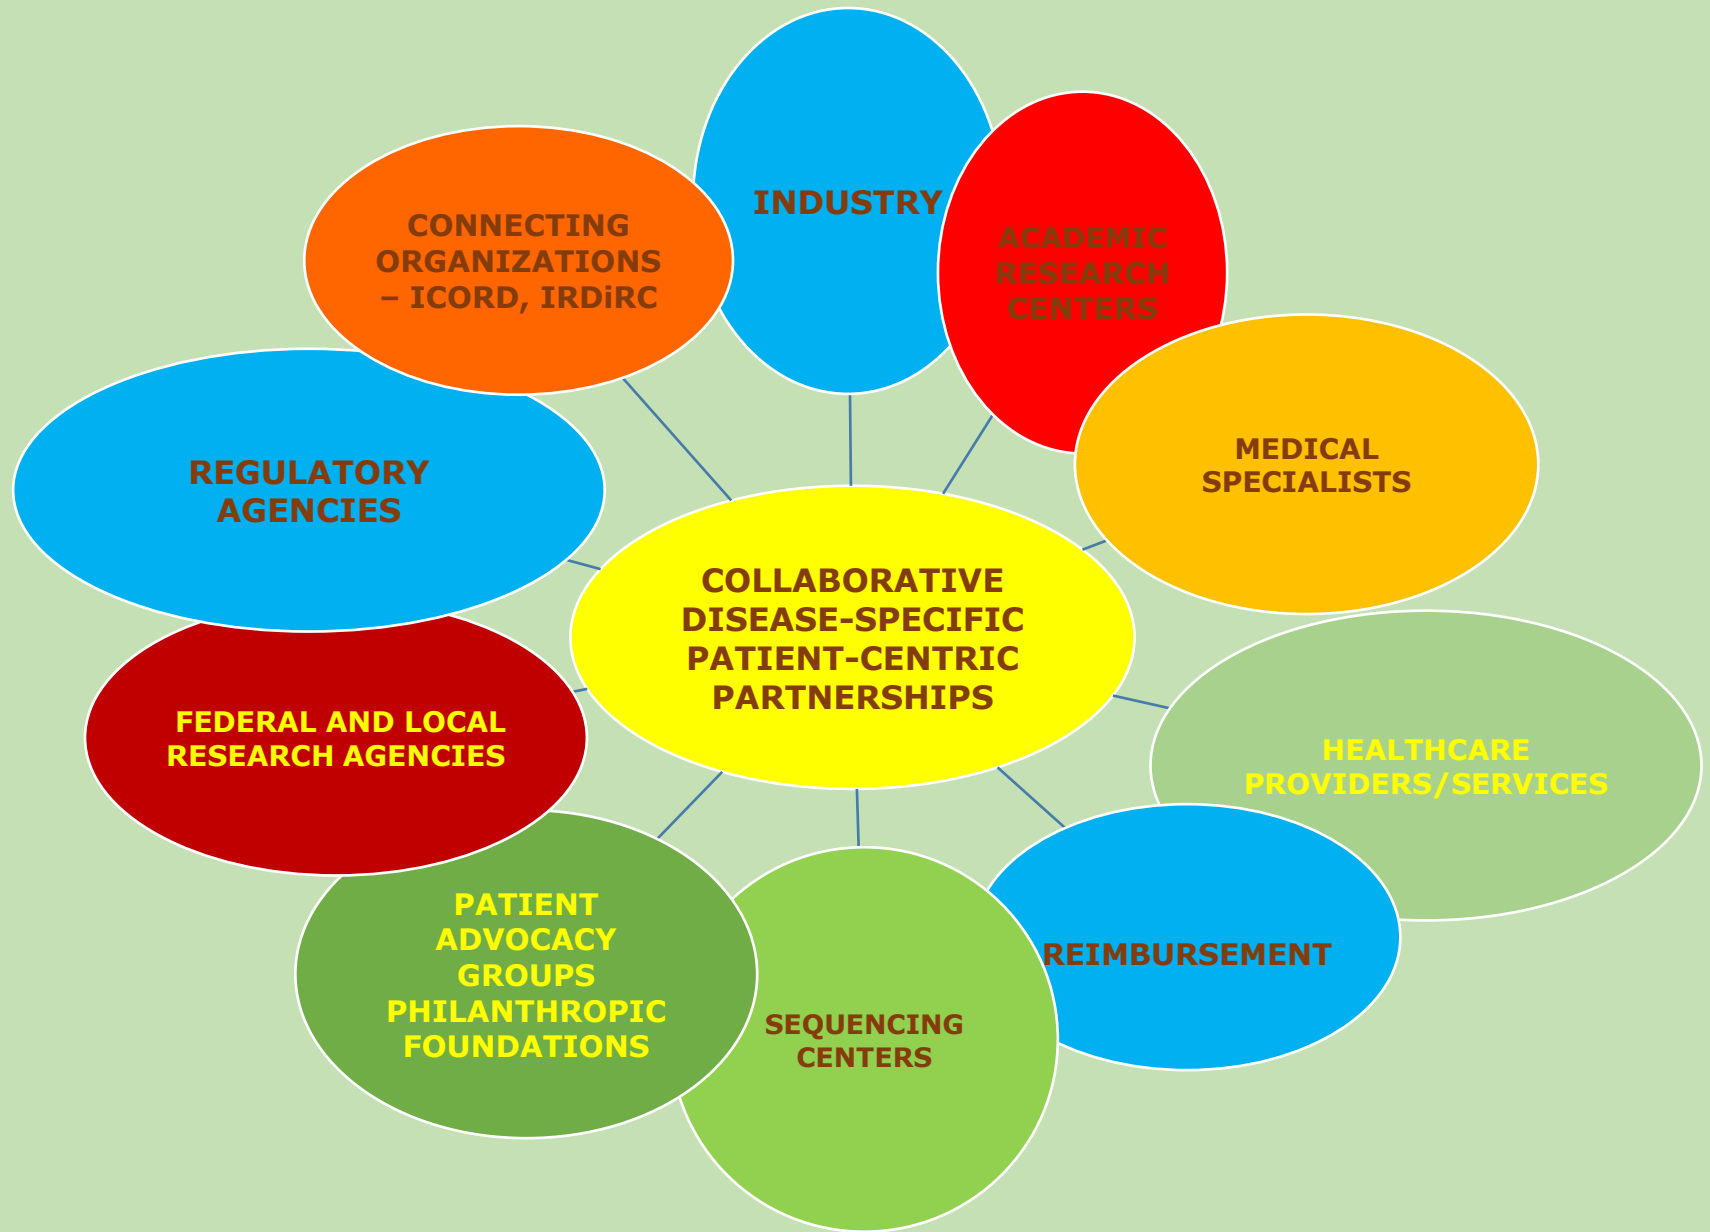 INDUSTRY
CONNECTING
ORGANIZATIONS
– ICORD, IRDiRC
ACADEMIC
RESEARCH
CENTERS
MEDICAL
SPECIALISTS
REGULATORY
AGENCIES
COLLABORATIVE
DISEASE-SPECIFIC
PATIENT-CENTRIC
PARTNERSHIPS
FEDERAL AND LOCAL
RESEARCH AGENCIES
HEALTHCARE
PROVIDERS/SERVICES
PATIENT
ADVOCACY
GROUPS
PHILANTHROPIC
FOUNDATIONS
REIMBURSEMENT
SEQUENCING
CENTERS